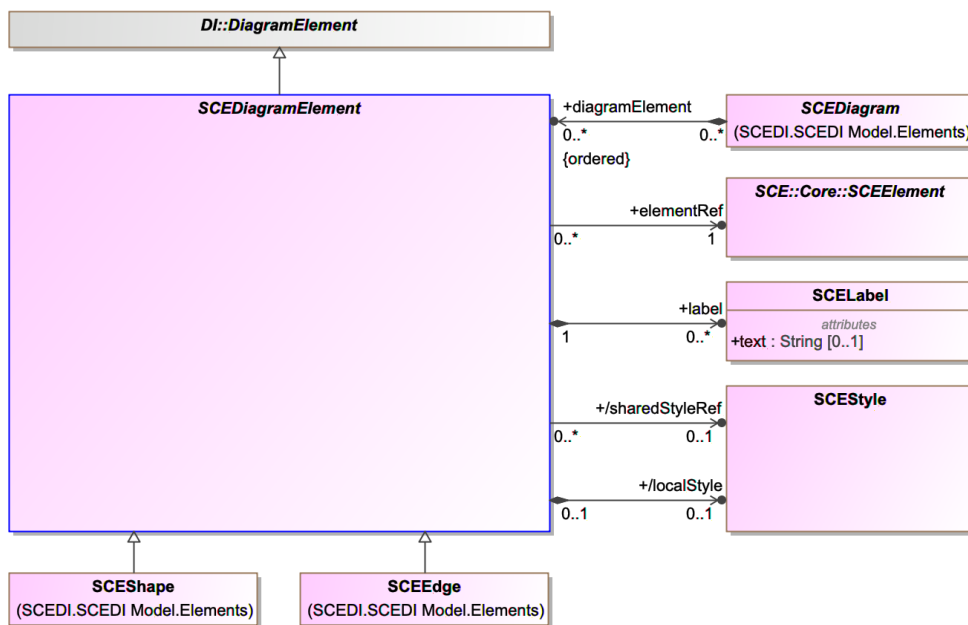 DI::DiagramElement
SCEDiagramElement
+diagramElement
0..*
0..*
{ordered}
SCEDiagram
(SCEDI.SCEDI Model.Elements)
+elementRef
0..*
1
SCE::Core::SCEElement
+label
1
0..*
SCELabel
attributes
+text : String [0..1]
+/sharedStyleRef
0..*
0..1
SCEStyle
+/localStyle
0..1
0..1
SCEShape
(SCEDI.SCEDI Model.Elements)
SCEEdge
(SCEDI.SCEDI Model.Elements)